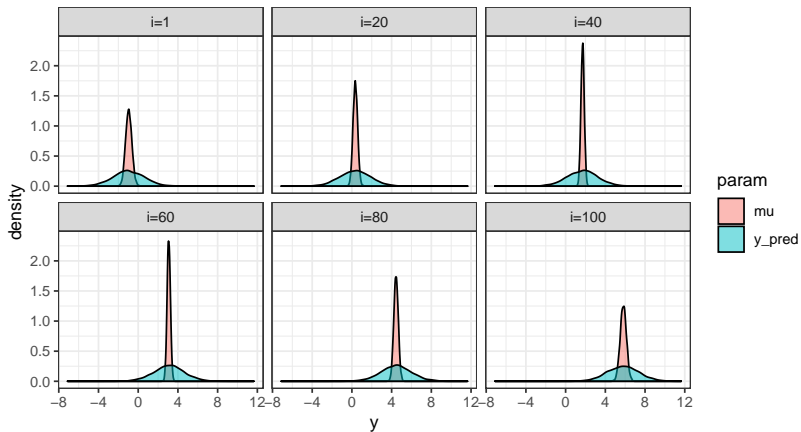 i=1 i=20 i=40
2.0
1.5
1.0
0.5
0.0
density
i=60 i=80 i=100
2.0
1.5
1.0
0.5
0.0
−8 −4 0 4 8 12 −8 −4 0 4 8 12 −8 −4 0 4 8 12
y
param
mu
y_pred